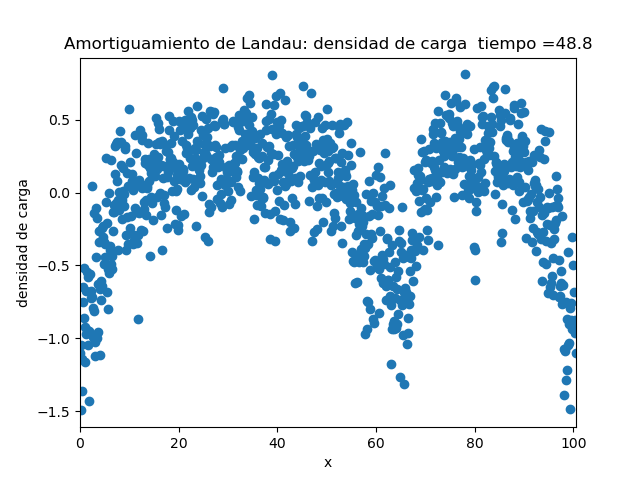 Amortiguamiento de Landau: densidad de carga  tiempo =48.8
densidad de carga
0.5
0.0
−0.5
−1.0
−1.5
0 20 40 60 80 100
x